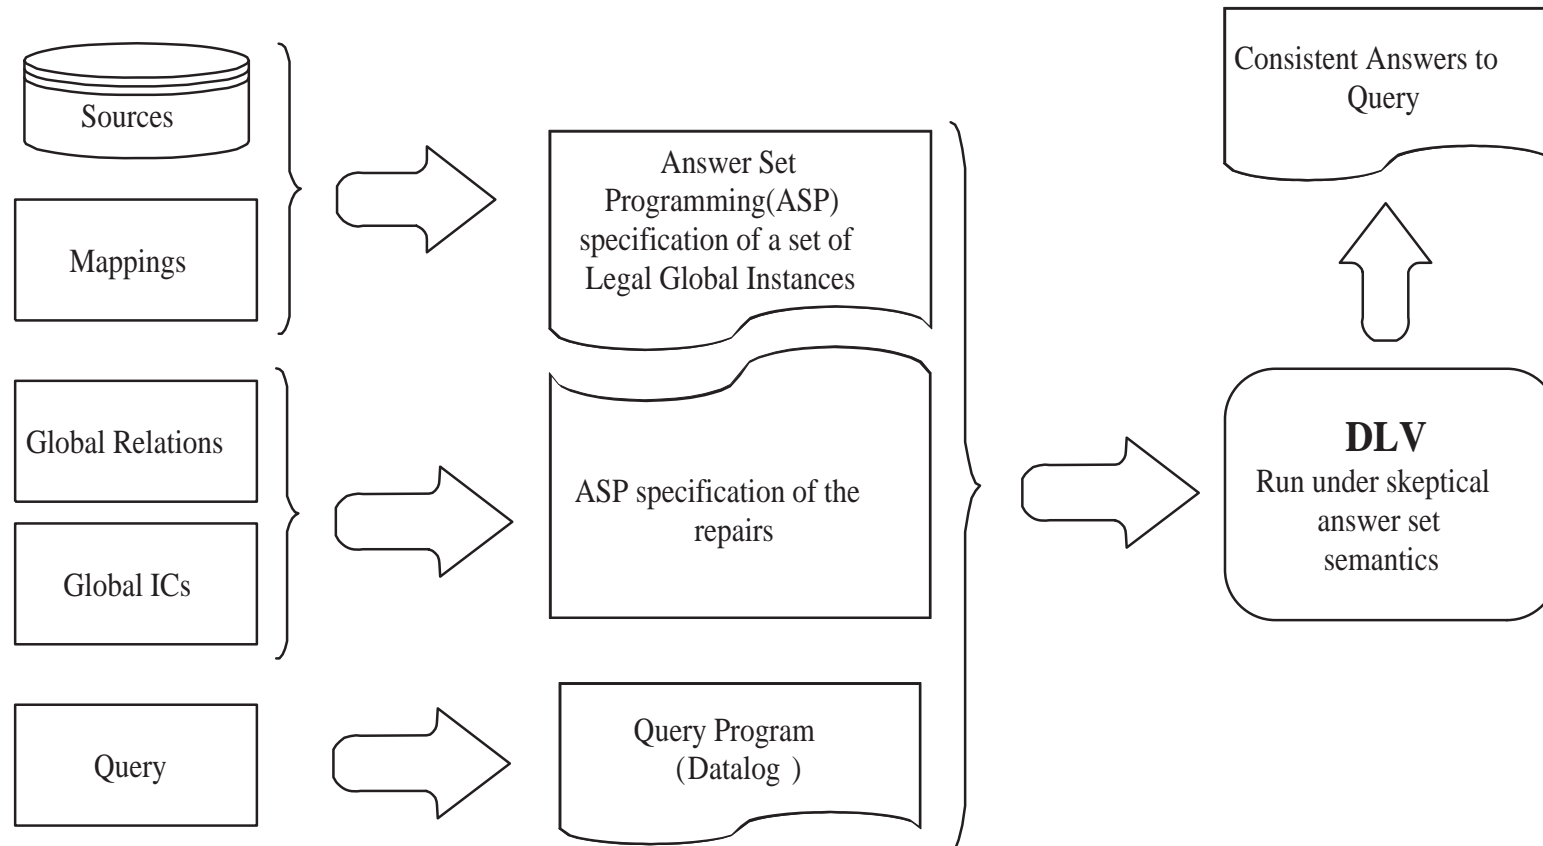 Sources
Mappings
Global Relations
Global ICs
Query
Answer Set
Programming(ASP)
specification of a set of
Legal Global Instances
ASP specification of the
repairs
Query Program
(Datalog )
DLV
Run under skeptical
answer set
semantics
Consistent Answers to
Query